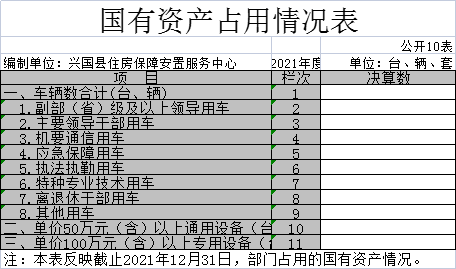 国有资产占用情况表
公开10表
编制单位：兴国县住房保障安置服务中心 2021年度 单位：台、辆、套
项 目 栏次 决算数
一、车辆数合计(台、辆) 1
1.副部（省）级及以上领导用车 2
2.主要领导干部用车 3
3.机要通信用车 4
4.应急保障用车 5
5.执法执勤用车 6
6.特种专业技术用车 7
7.离退休干部用车 8
8.其他用车 9
二、单价50万元（含）以上通用设备（台 10
三、单价100万元（含）以上专用设备（台 11
注：本表反映截止2021年12月31日，部门占用的国有资产情况。